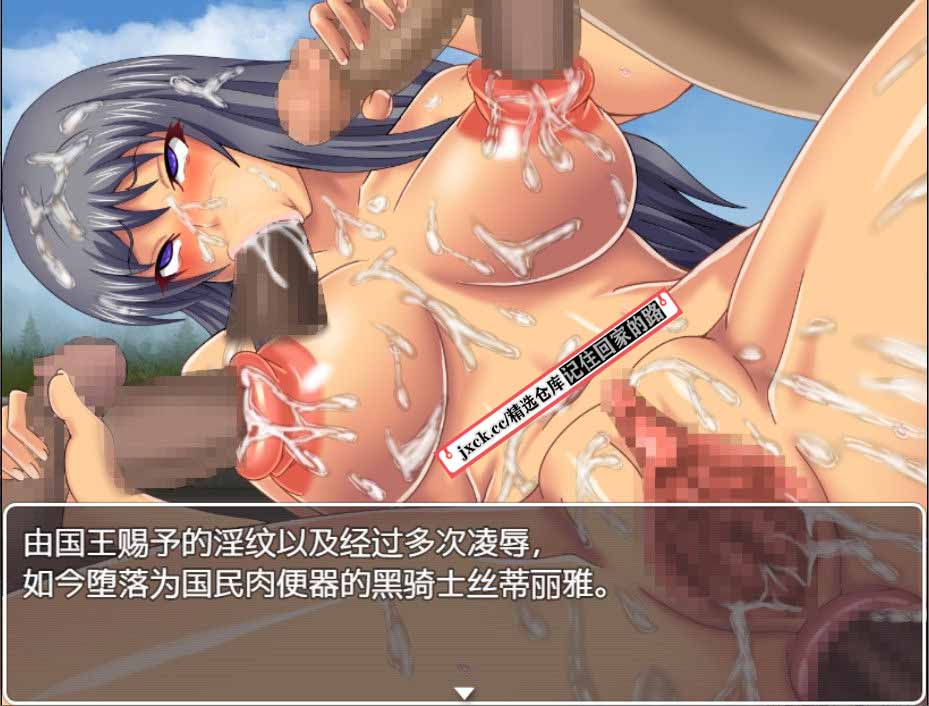 jxck.cc/精选仓库 记住回家的路
由国王赐予的淫纹以及经过多次凌辱，
如今堕落为国民肉便器的黑骑士丝蒂丽雅。